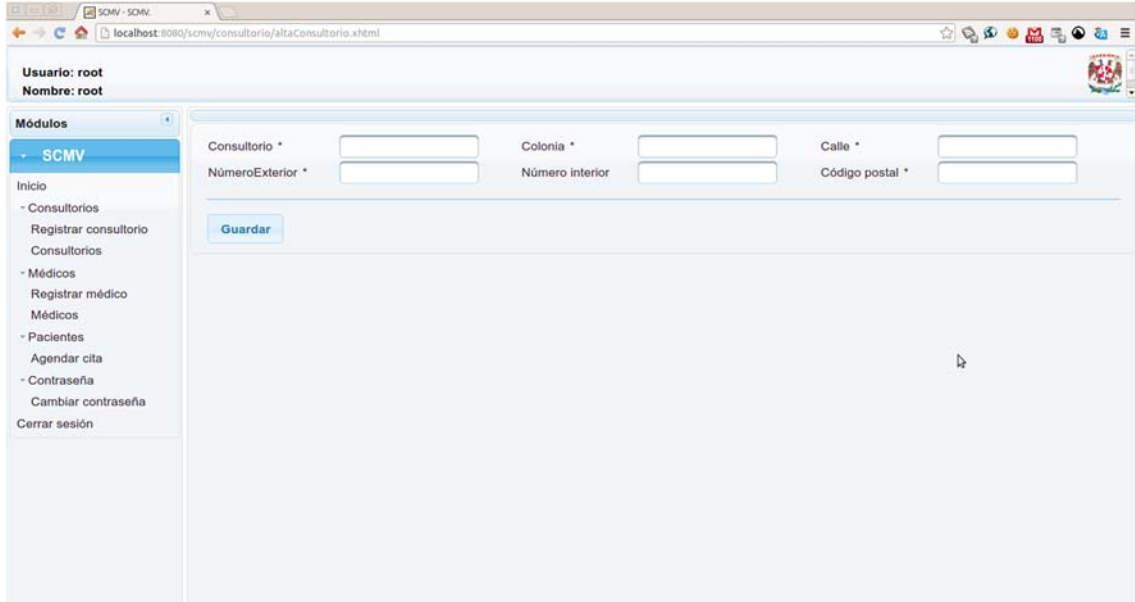 SCMV - SCMV.
localhost:8080/scmv/consultorio/altaConsultorio.xhtml
1100
Usuario: root
Nombre: root
Módulos
SCMV
Inicio
Consultorios
Registrar consultorio
Consultorios
Médicos
Registrar médico
Médicos
Pacientes
Agendar cita
Contraseña
Cambiar contraseña
Cerrar sesión
Consultorio * Colonia * Calle *
NúmeroExterior * Número interior Código postal *
Guardar